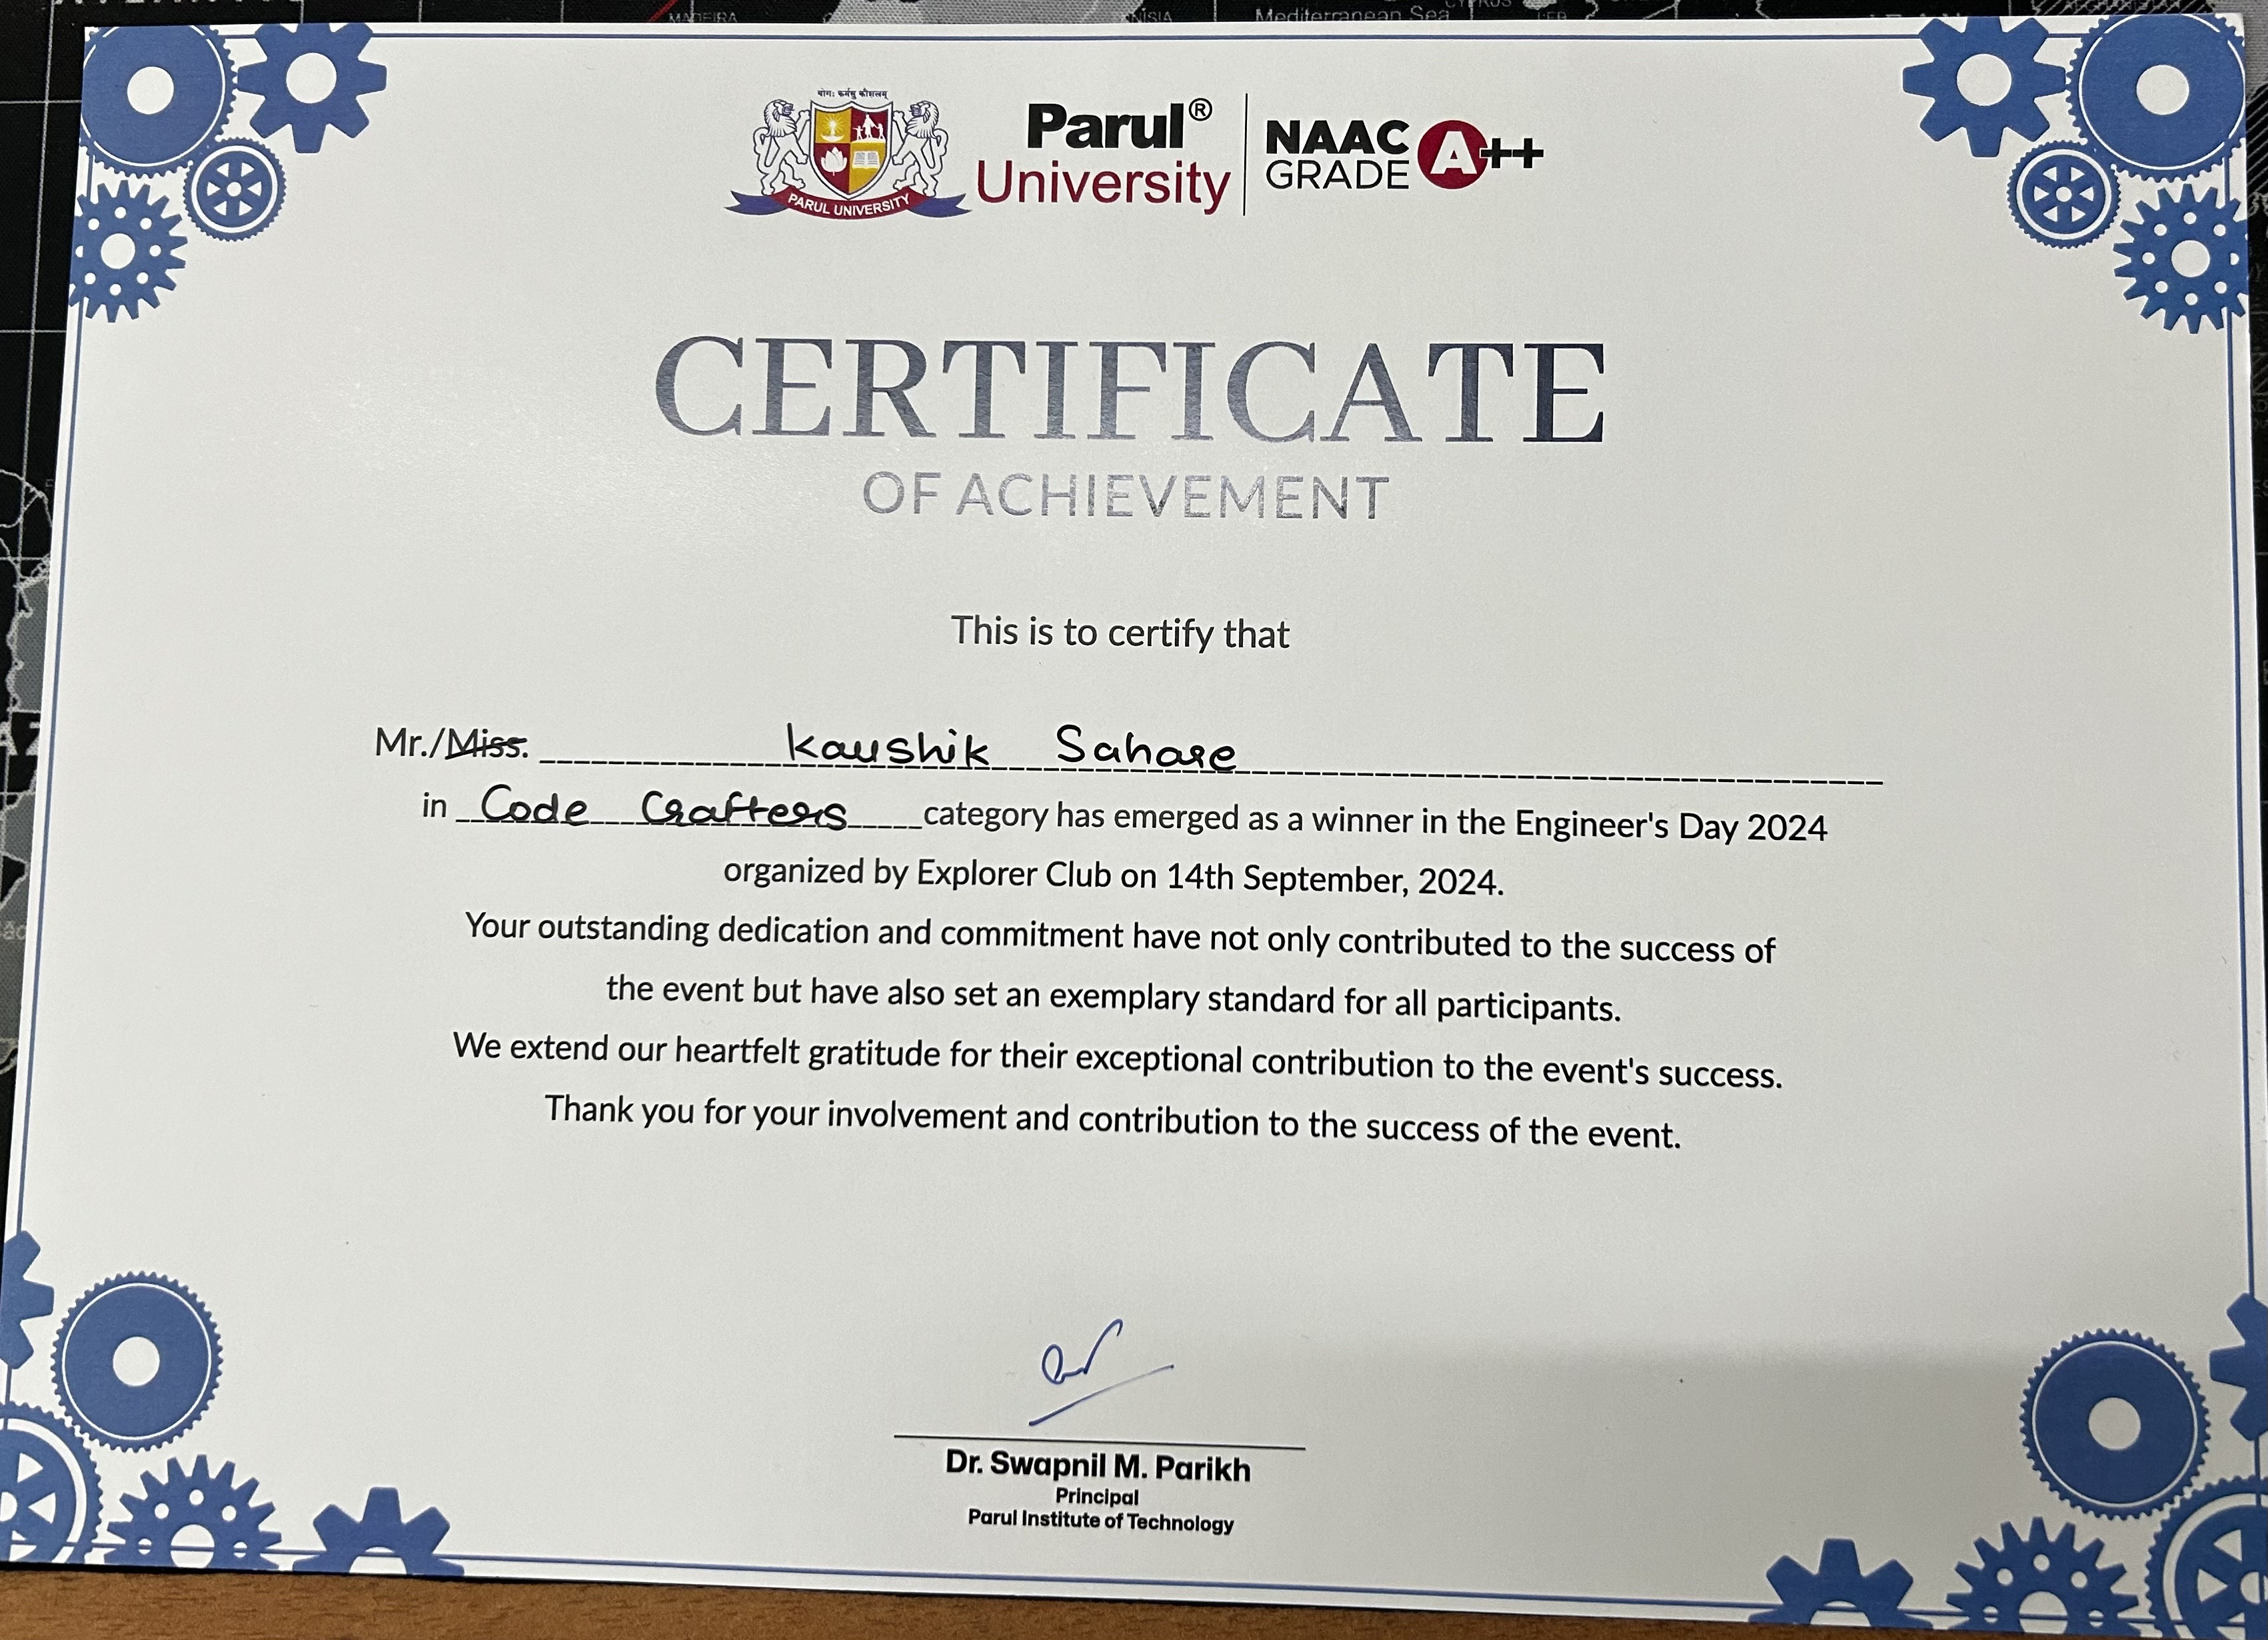 MADEIRA
Mediterranean Sea
योगः कर्मसु कौशलम्
PARUL UNIVERSITY
Parul®
University
NAAC
GRADE
A++
CERTIFICATE
OF ACHIEVEMENT
This is to certify that
Mr./Miss. Kaushik Sahare
in Code Crafters category has emerged as a winner in the Engineer's Day 2024
organized by Explorer Club on 14th September, 2024.
Your outstanding dedication and commitment have not only contributed to the success of
the event but have also set an exemplary standard for all participants.
We extend our heartfelt gratitude for their exceptional contribution to the event's success.
Thank you for your involvement and contribution to the success of the event.
Dr. Swapnil M. Parikh
Principal
Parul Institute of Technology